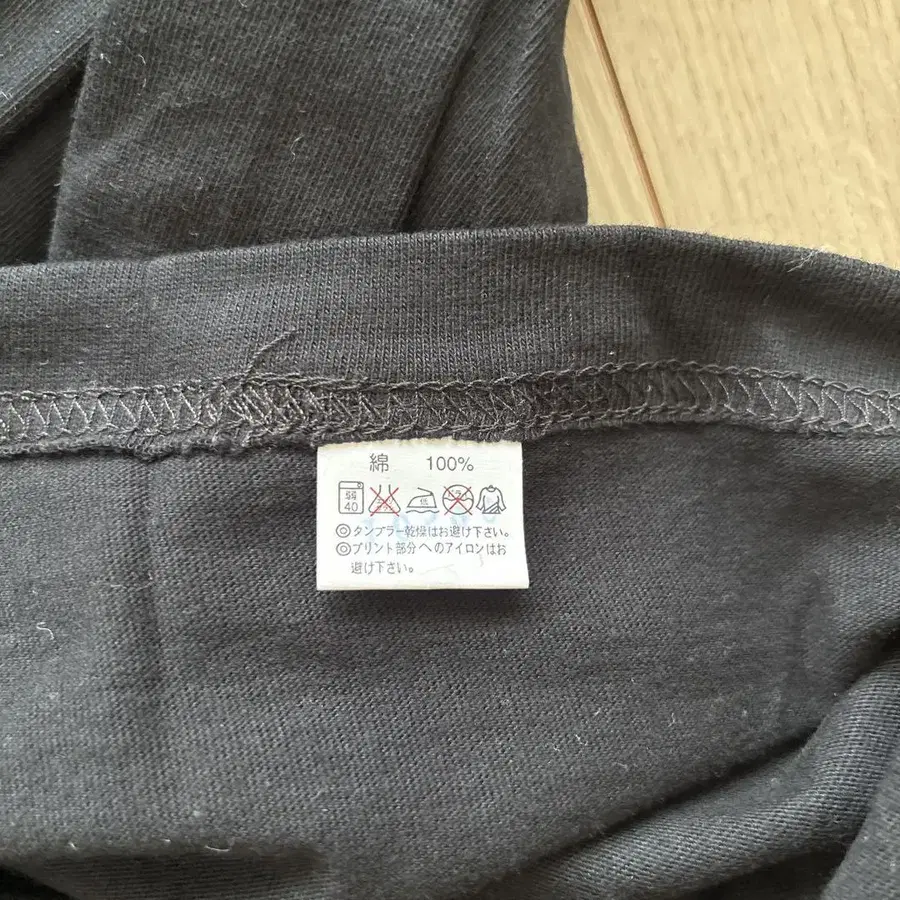 綿 100%
弱 40 低
◎タンブラー乾燥はお避け下さい。
◎プリント部分へのアイロンはお
避け下さい。